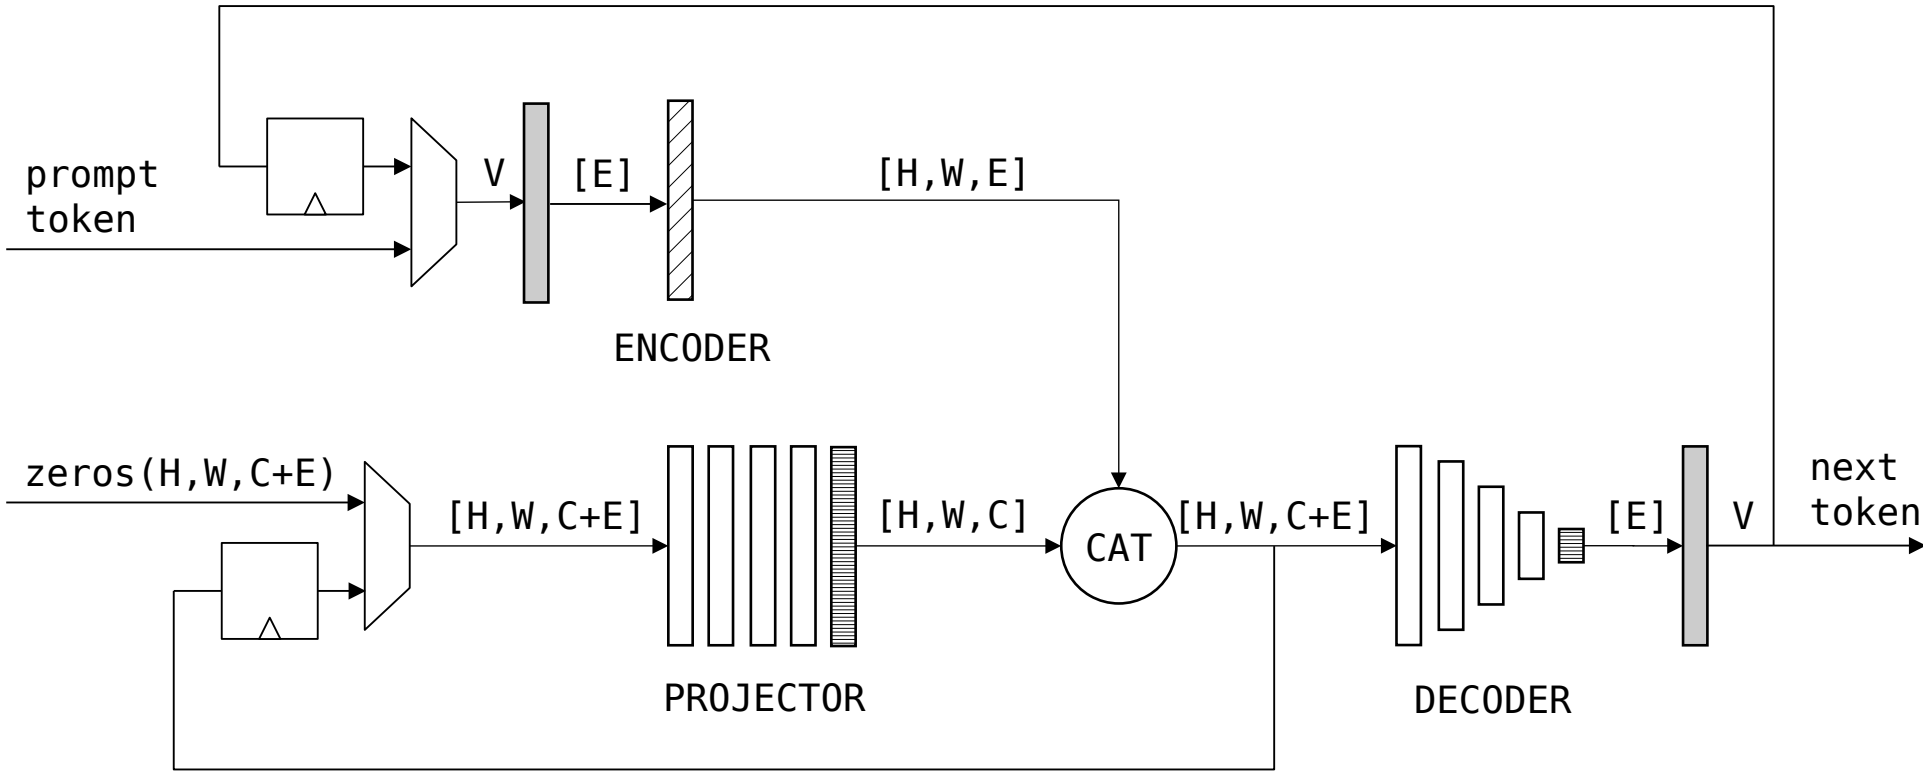 prompt
token
V
[E]
[H,W,E]
ENCODER
zeros(H,W,C+E)
[H,W,C+E]
[H,W,C]
CAT
[H,W,C+E]
[E]
V
next
token
PROJECTOR
DECODER